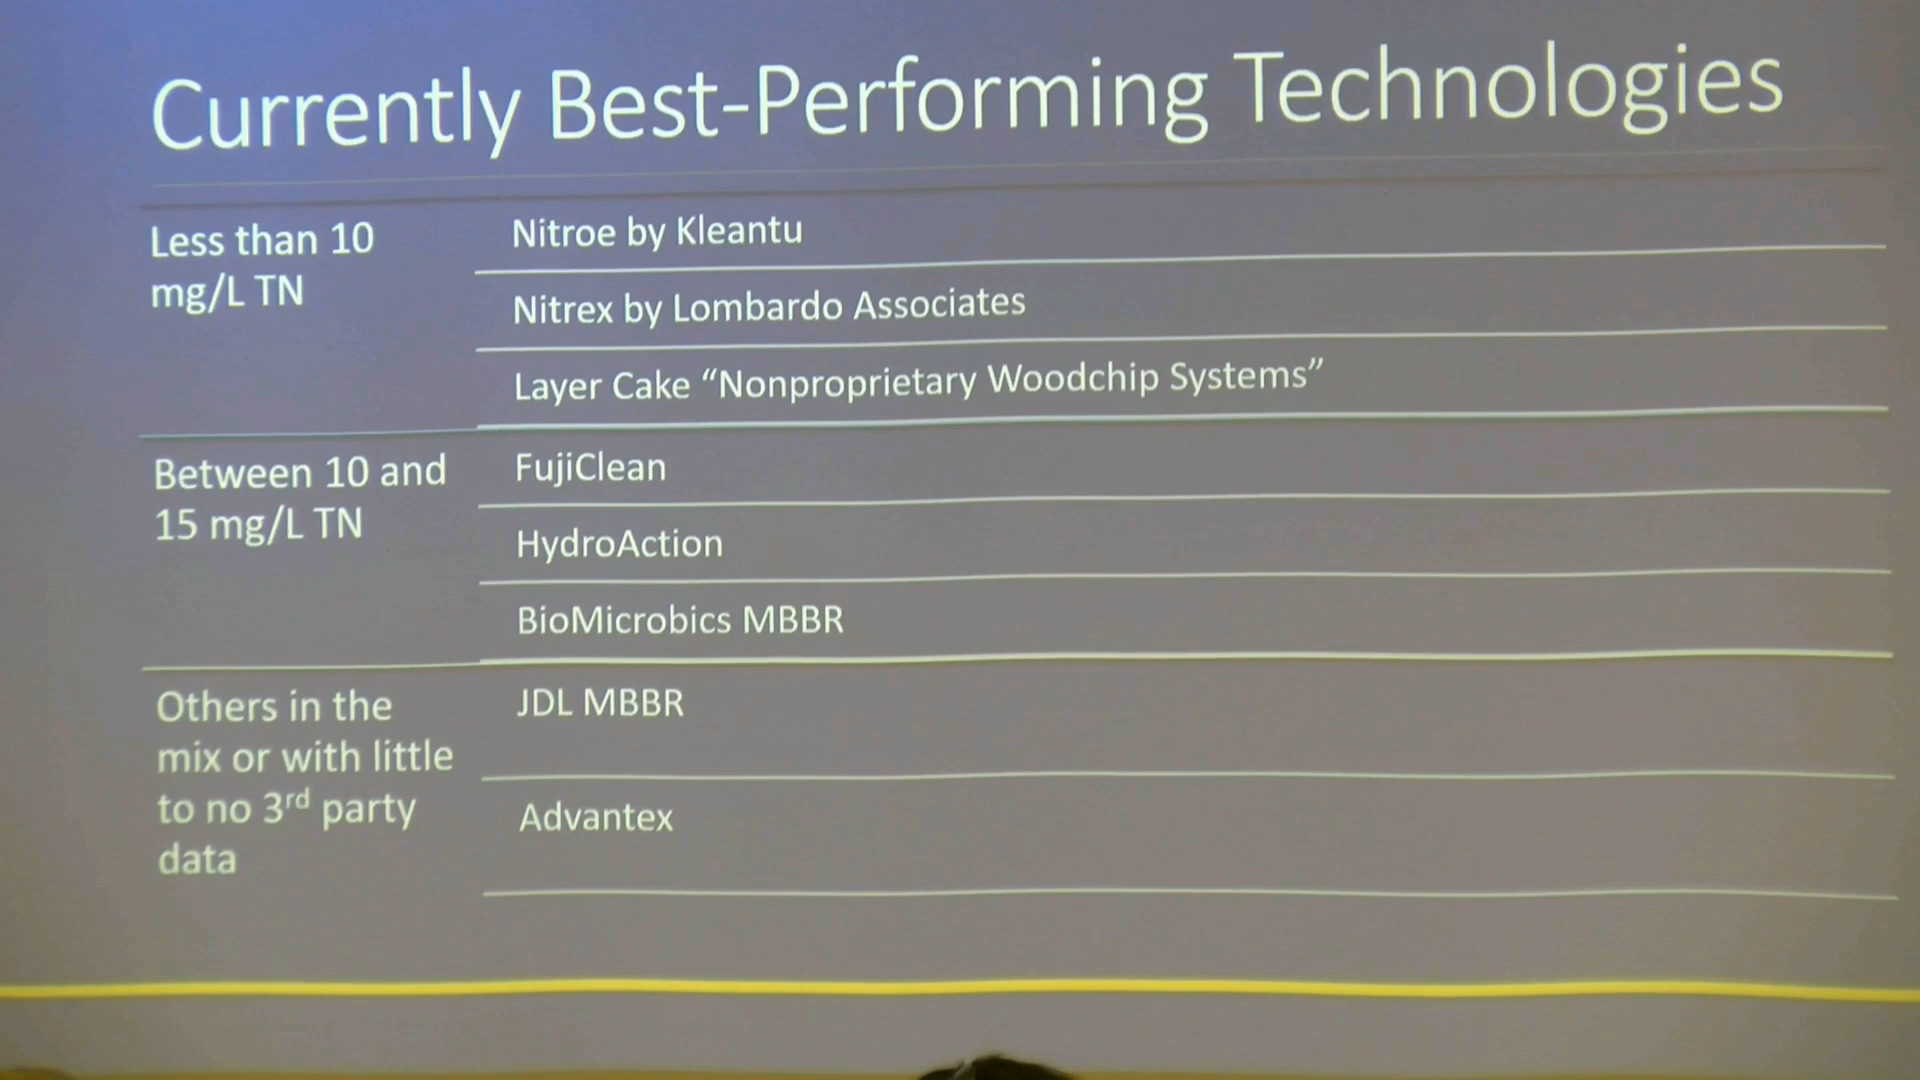 Currently Best-Performing Technologies
Less than 10
mg/L TN
Nitroe by Kleantu
Nitrex by Lombardo Associates
Layer Cake “Nonproprietary Woodchip Systems”
Between 10 and
15 mg/L TN
FujiClean
HydroAction
BioMicrobics MBBR
Others in the
mix or with little
to no 3rd party
data
JDL MBBR
Advantex